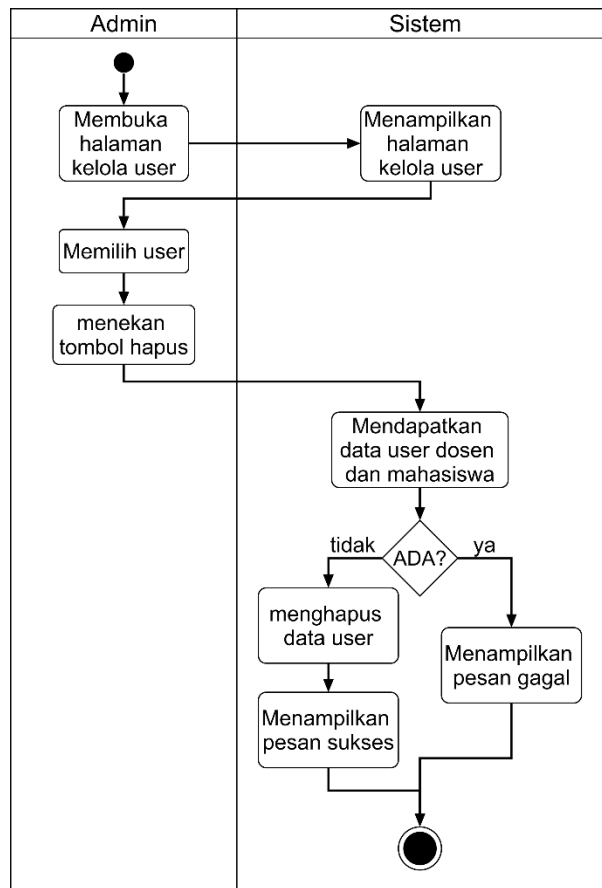 Admin
Sistem
Membuka
halaman
kelola user
Menampilkan
halaman
kelola user
Memilih user
menekan
tombol hapus
Mendapatkan
data user dosen
dan mahasiswa
ADA?
tidak
ya
menghapus
data user
Menampilkan
pesan gagal
Menampilkan
pesan sukses